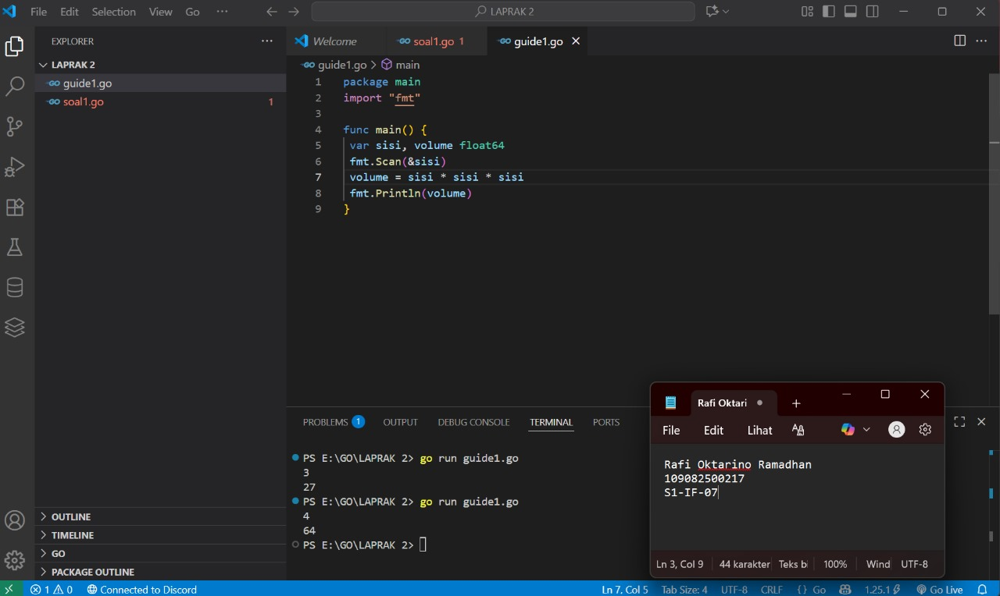 File Edit Selection View Go ··· LAPRAK 2
EXPLORER ···
LAPRAK 2
guide1.go
soal1.go 1
OUTLINE
TIMELINE
GO
PACKAGE OUTLINE
Welcome soal1.go 1 guide1.go
guide1.go > main
1 package main
2 import "fmt"
3
4 func main() {
5 var sisi, volume float64
6 fmt.Scan(&sisi)
7 volume = sisi * sisi * sisi
8 fmt.Println(volume)
9 }
PROBLEMS 1 OUTPUT DEBUG CONSOLE TERMINAL PORTS
PS E:\GO\LAPRAK 2> go run guide1.go
3
27
PS E:\GO\LAPRAK 2> go run guide1.go
4
64
PS E:\GO\LAPRAK 2>
Rafi Oktari
File Edit Lihat
Rafi Oktarino Ramadhan
109082500217
S1-IF-07
Ln 3, Col 9 44 karakter Teks bi 100% Wind UTF-8
1 0 Connected to Discord Ln 7, Col 5 Tab Size: 4 UTF-8 CRLF {} Go 1.25.1 Go Live